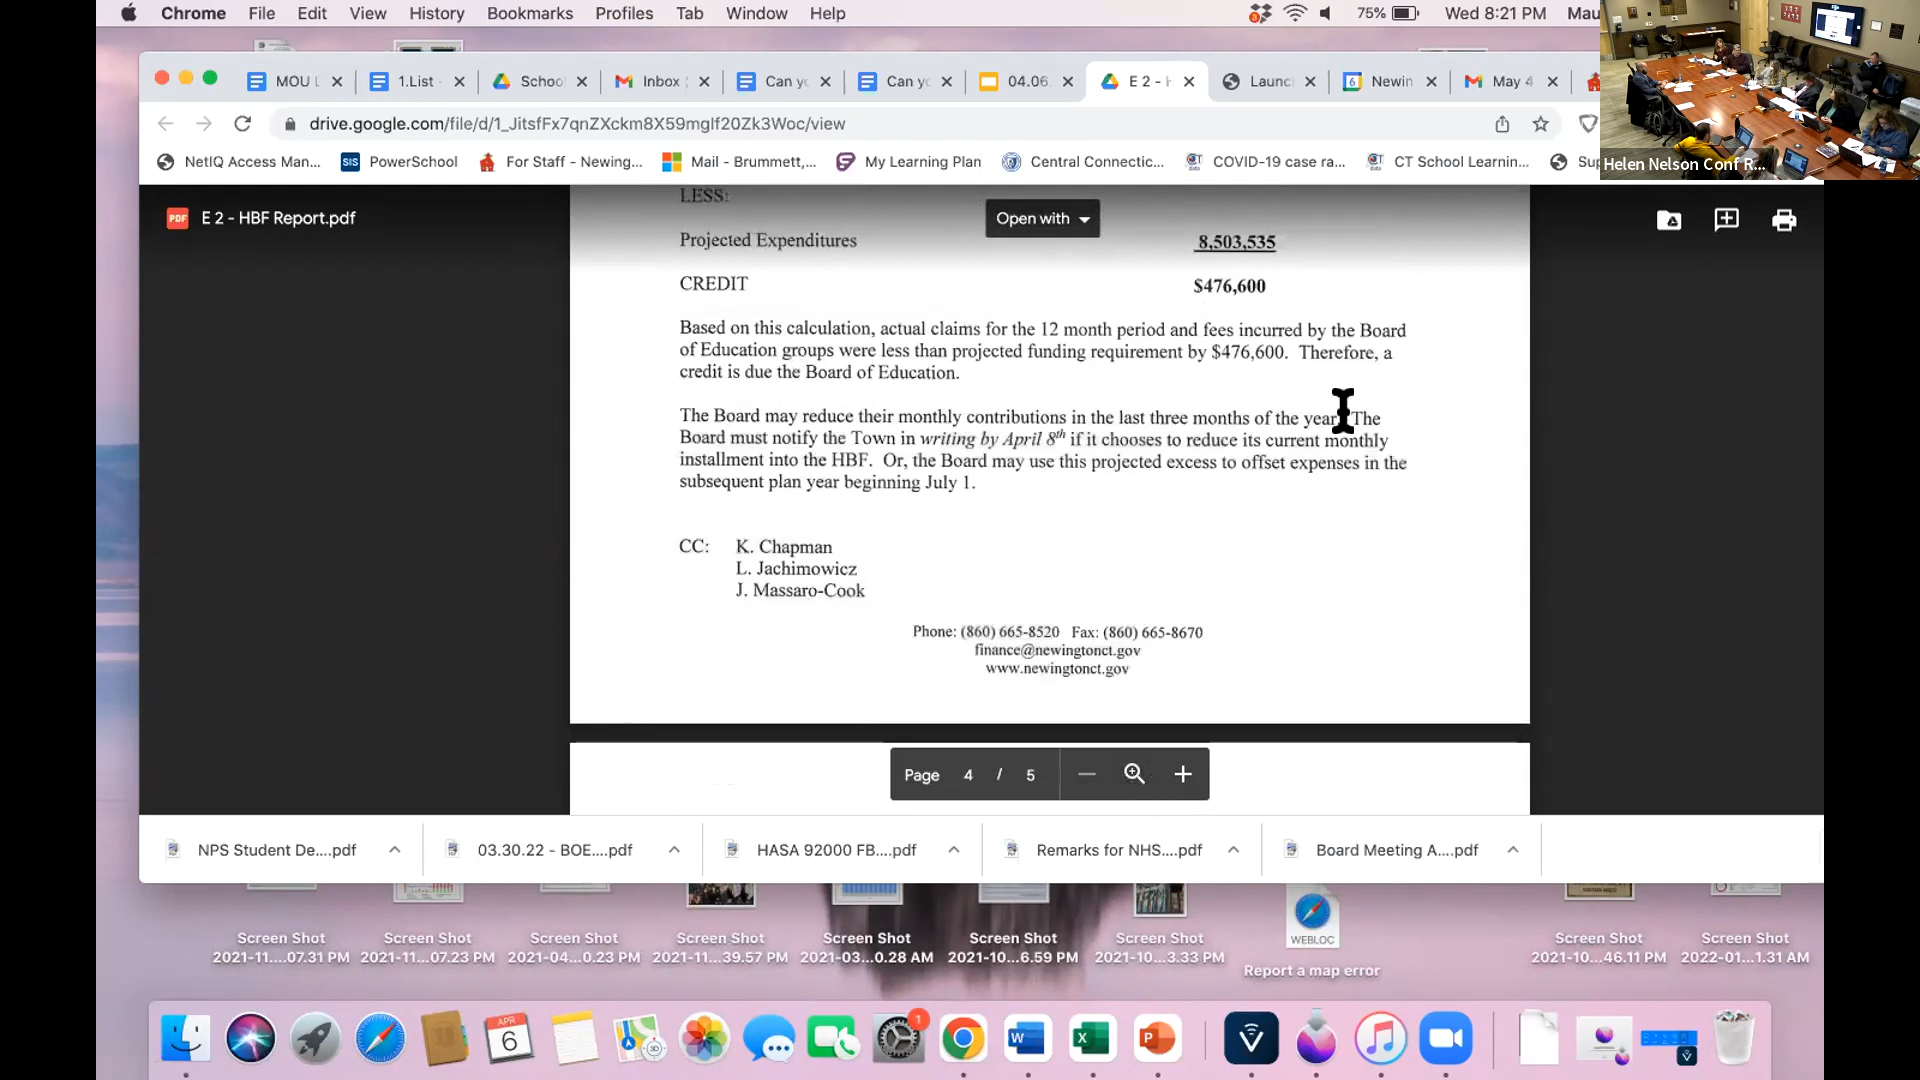 Chrome File Edit View History Bookmarks Profiles Tab Window Help 75% Wed 8:21 PM Mau
MOU L 1.List - Schoo Inbox Can yo Can yo 04.06. E 2 - H Launc Newin May 4
drive.google.com/file/d/1_JitsfFx7qnZXckm8X59mglf20Zk3Woc/view
NetIQ Access Man... SIS PowerSchool For Staff - Newing... Mail - Brummett,... My Learning Plan Central Connectic... COVID-19 case ra... CT School Learnin... Su
Helen Nelson Conf R...
PDF E 2 - HBF Report.pdf
Open with
LESS:
Projected Expenditures 8,503,535
CREDIT $476,600
Based on this calculation, actual claims for the 12 month period and fees incurred by the Board
of Education groups were less than projected funding requirement by $476,600. Therefore, a
credit is due the Board of Education.
The Board may reduce their monthly contributions in the last three months of the year The
Board must notify the Town in writing by April 8th if it chooses to reduce its current monthly
installment into the HBF. Or, the Board may use this projected excess to offset expenses in the
subsequent plan year beginning July 1.
CC: K. Chapman
L. Jachimowicz
J. Massaro-Cook
Phone: (860) 665-8520 Fax: (860) 665-8670
finance@newingtonct.gov
www.newingtonct.gov
Page 4 / 5
NPS Student De....pdf 03.30.22 - BOE....pdf HASA 92000 FB....pdf Remarks for NHS....pdf Board Meeting A....pdf
Screen Shot
2021-11....07.31 PM
Screen Shot
2021-11...07.23 PM
Screen Shot
2021-04...0.23 PM
Screen Shot
2021-11...39.57 PM
Screen Shot
2021-03...0.28 AM
Screen Shot
2021-10...6.59 PM
Screen Shot
2021-10...3.33 PM
WEBLOC
Report a map error
Screen Shot
2021-10...46.11 PM
Screen Shot
2022-01...1.31 AM
APR
6
1